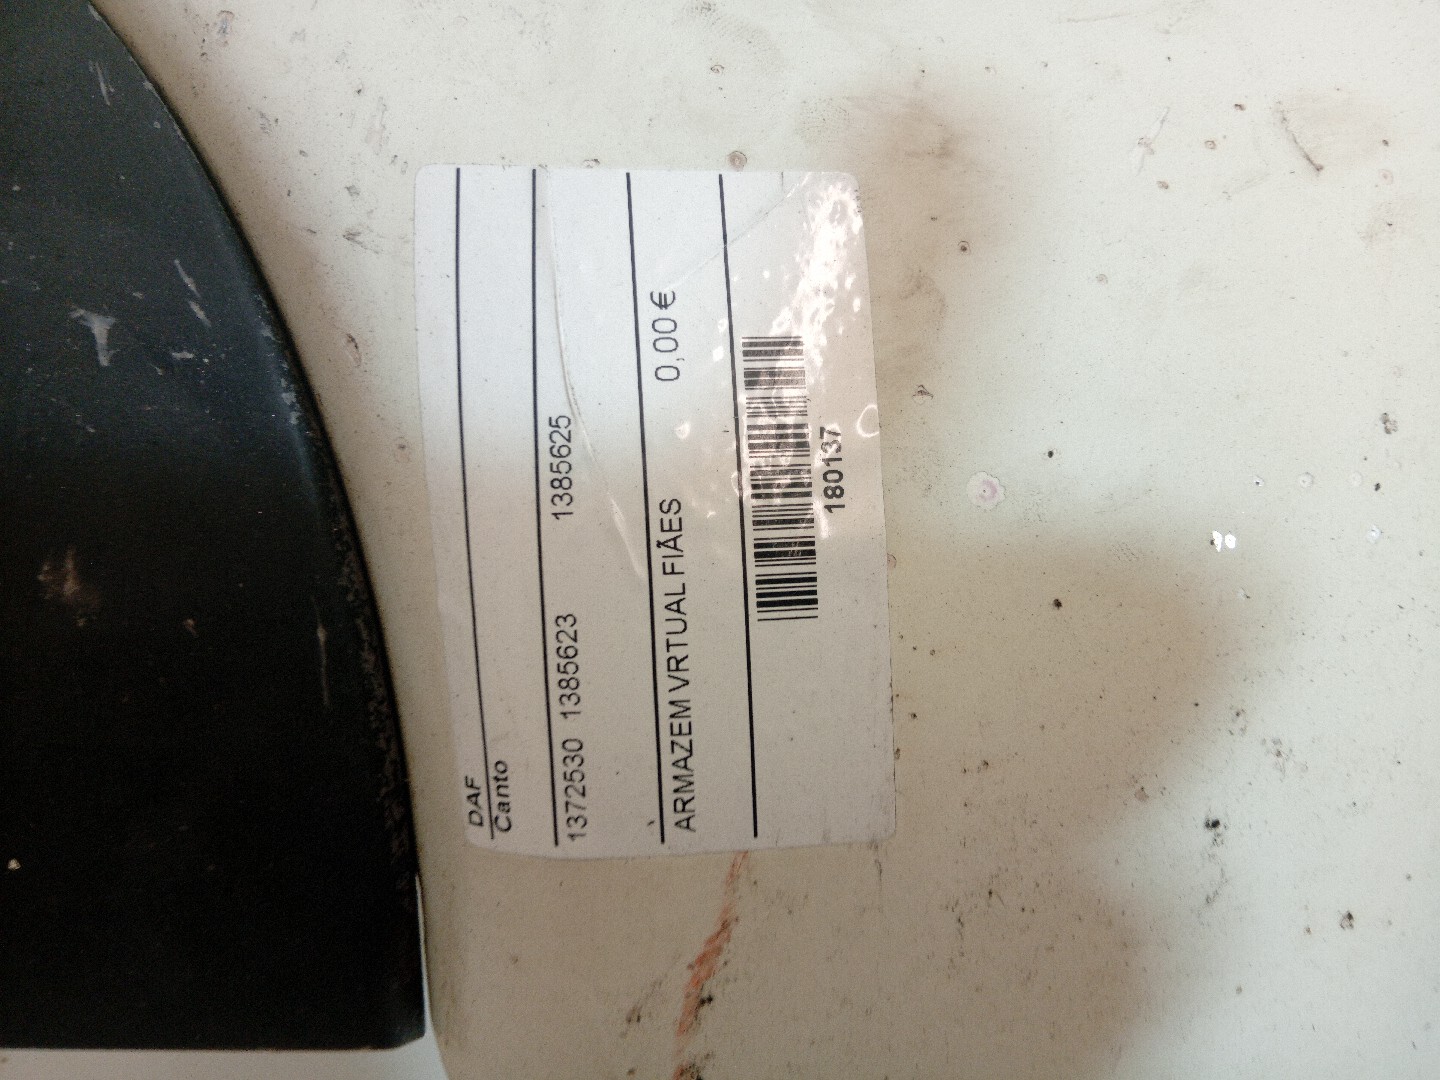 DAF
Canto
1372530 1385623 1385625
ARMAZEM VRTUAL FIÃES 0,00€
180137